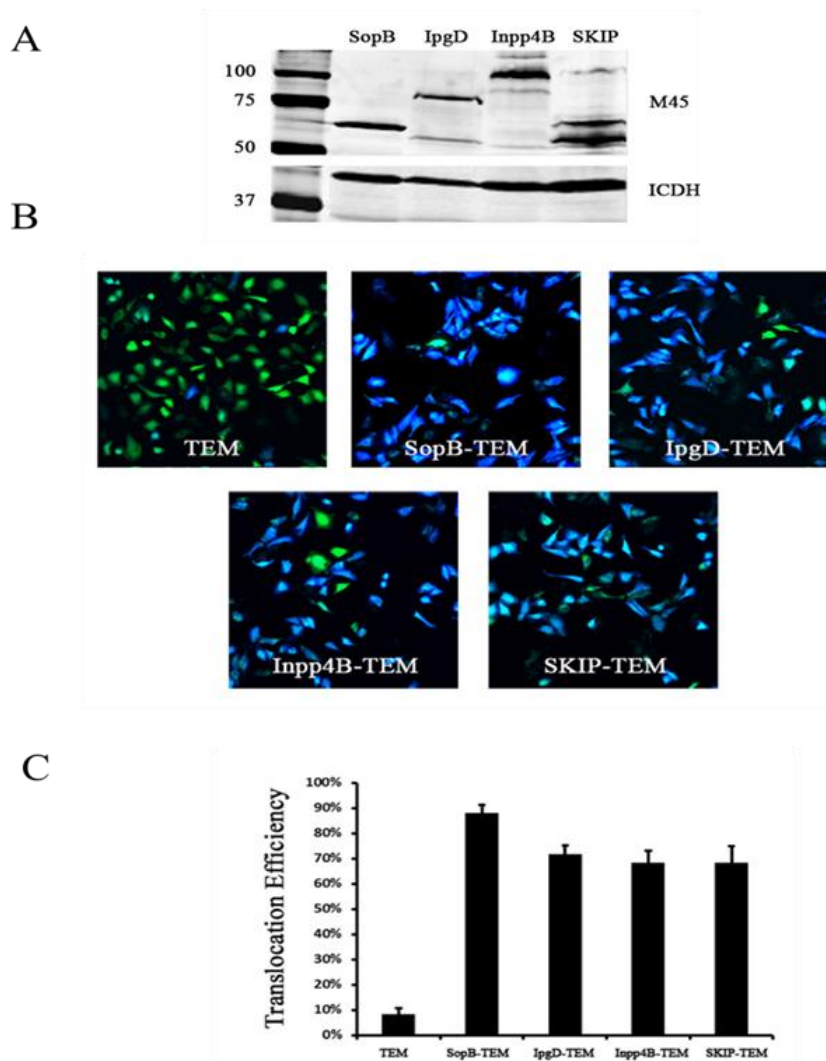 A
SopB IpgD Inpp4B SKIP
100
75
M45
50
ICDH
37
B
TEM
SopB-TEM
IpgD-TEM
Inpp4B-TEM
SKIP-TEM
C
Translocation Efficiency
100%
90%
80%
70%
60%
50%
40%
30%
20%
10%
0%
TEM SopB-TEM IpgD-TEM Inpp4B-TEM SKIP-TEM